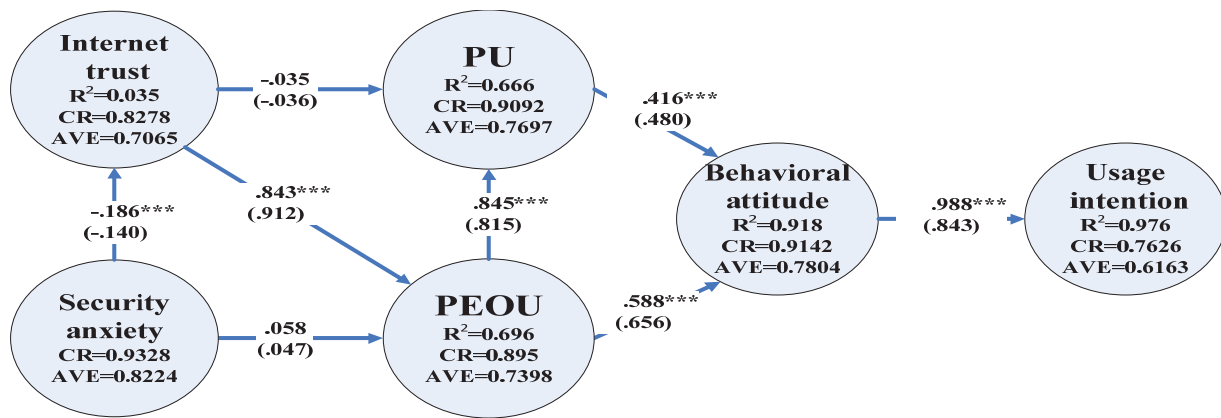 Internet
trust
R²=0.035
CR=0.8278
AVE=0.7065
-.035
(-.036)
PU
R²=0.666
CR=0.9092
AVE=0.7697
.416***
(.480)
-.186***
(-.140)
.843***
(.912)
.845***
(.815)
Behavioral
attitude
R²=0.918
CR=0.9142
AVE=0.7804
.988***
(.843)
Usage
intention
R²=0.976
CR=0.7626
AVE=0.6163
Security
anxiety
CR=0.9328
AVE=0.8224
.058
(.047)
PEOU
R²=0.696
CR=0.895
AVE=0.7398
.588***
(.656)